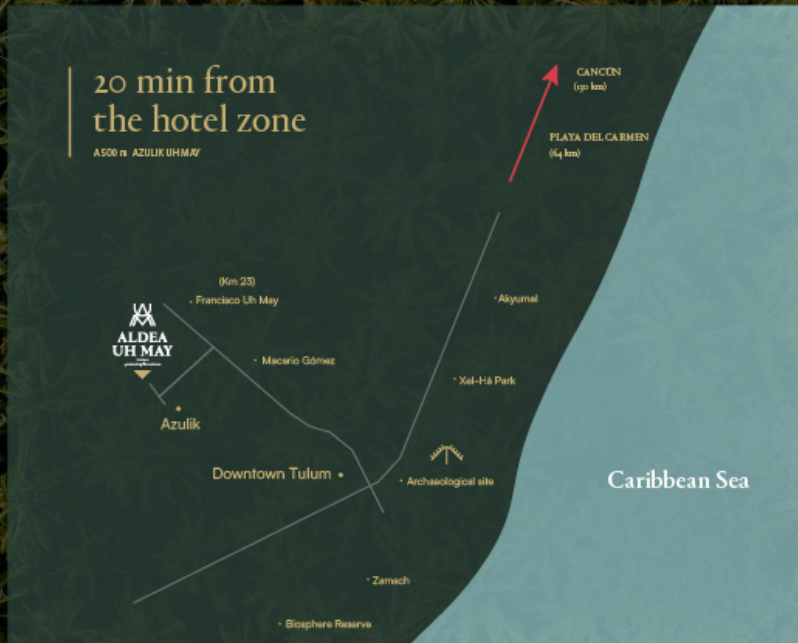 20 min from
the hotel zone
A 500 m AZULIK UH MAY
CANCÚN
(130 km)
PLAYA DEL CARMEN
(64 km)
(Km 23)
Francisco Uh May
ALDEA
UH MAY
Macario Gómez
Azulik
Downtown Tulum
Akyumal
Xel-Há Park
Archaeological site
Caribbean Sea
Zamach
Biosphere Reserve